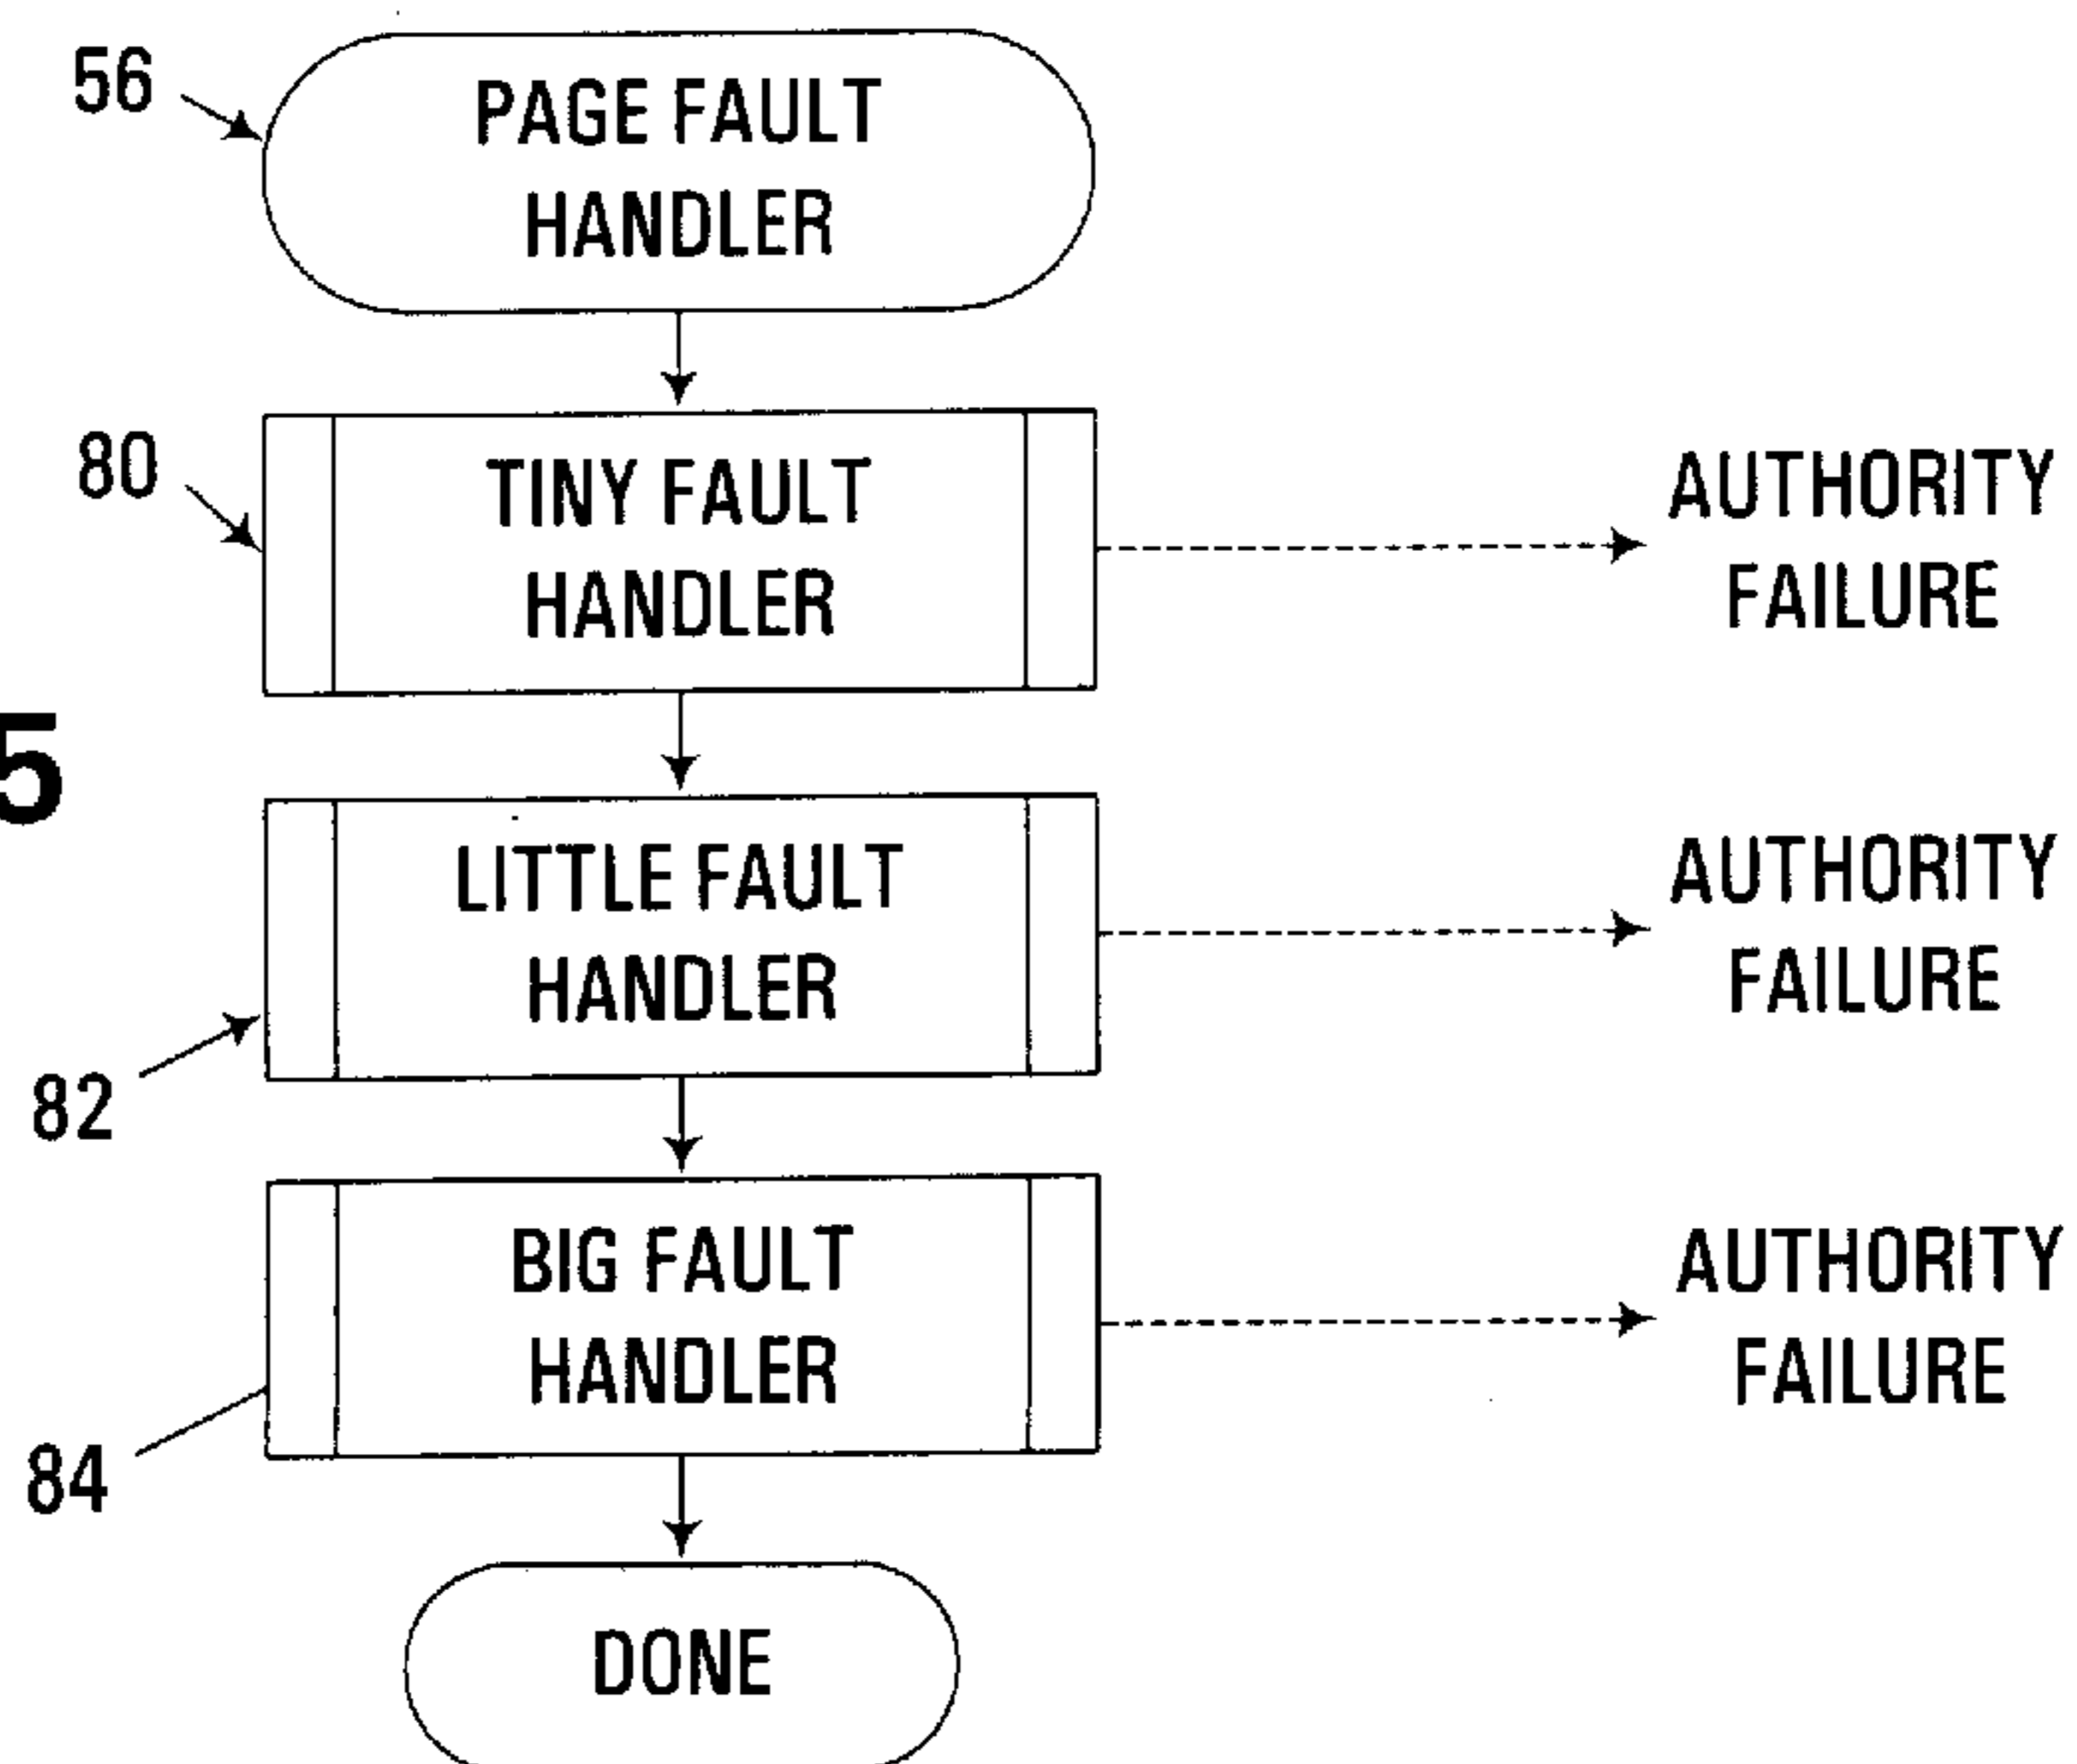 56
PAGE FAULT
HANDLER
80
TINY FAULT
HANDLER
AUTHORITY
FAILURE
5
LITTLE FAULT
HANDLER
AUTHORITY
FAILURE
82
BIG FAULT
HANDLER
AUTHORITY
FAILURE
84
DONE